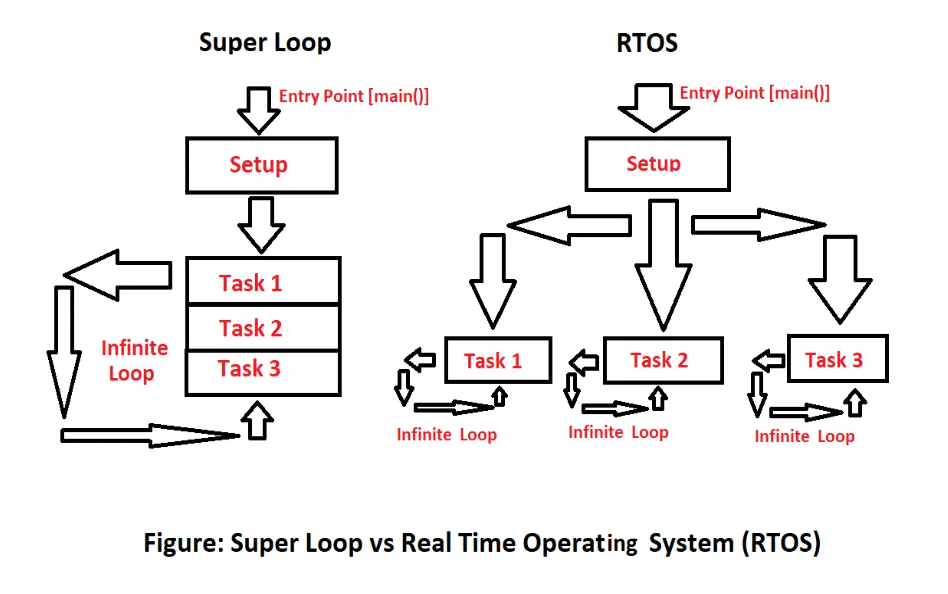 Super Loop
Entry Point [main()]
Setup
Task 1
Task 2
Task 3
Infinite
Loop
RTOS
Entry Point [main()]
Setup
Task 1
Infinite Loop
Task 2
Infinite Loop
Task 3
Infinite Loop
Figure: Super Loop vs Real Time Operating System (RTOS)